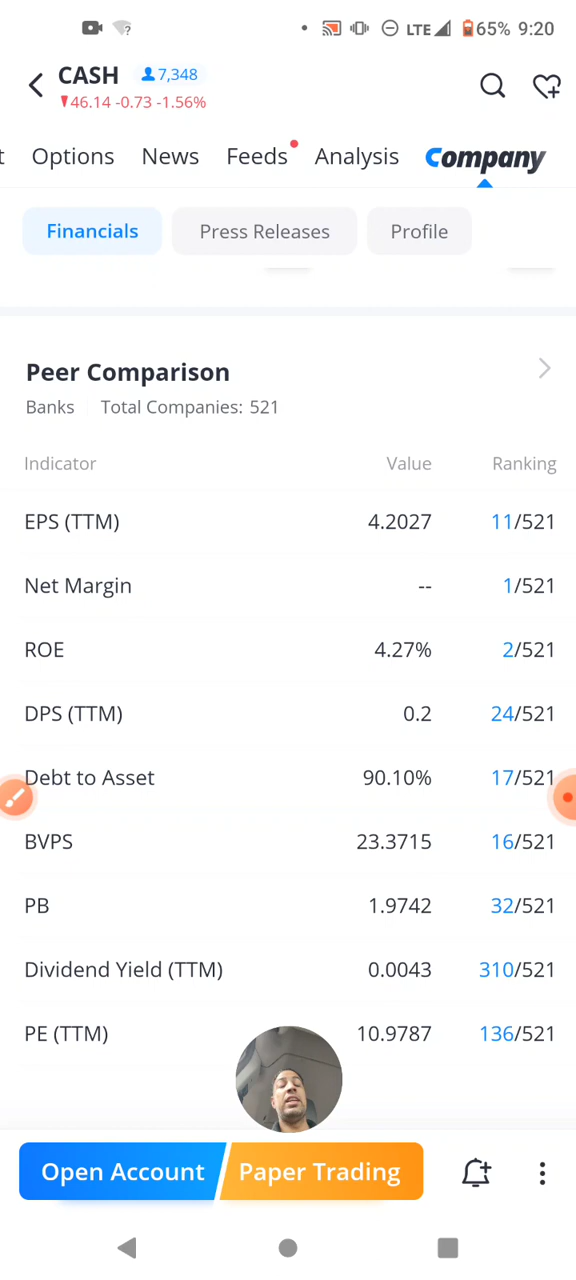 65% 9:20
LTE
?
CASH 7,348
46.14 -0.73 -1.56%
t Options News Feeds Analysis Company
Financials Press Releases Profile
Peer Comparison
Banks Total Companies: 521
Indicator Value Ranking
EPS (TTM) 4.2027 11/521
Net Margin -- 1/521
ROE 4.27% 2/521
DPS (TTM) 0.2 24/521
Debt to Asset 90.10% 17/521
BVPS 23.3715 16/521
PB 1.9742 32/521
Dividend Yield (TTM) 0.0043 310/521
PE (TTM) 10.9787 136/521
Open Account Paper Trading